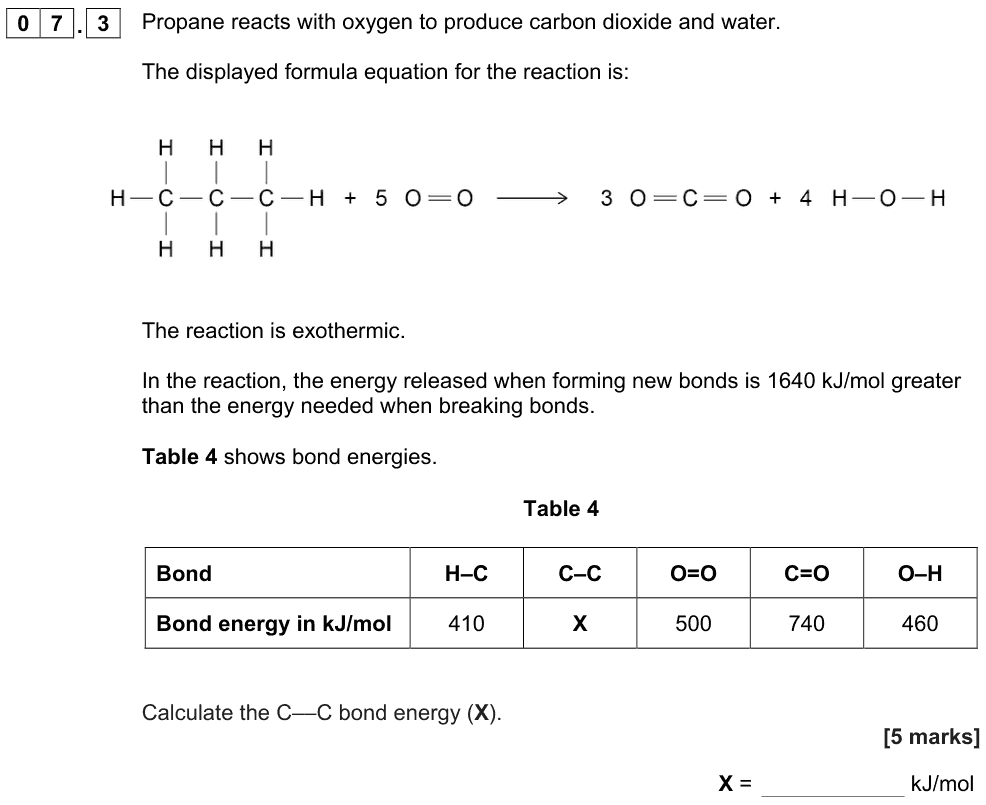 0 7 . 3 Propane reacts with oxygen to produce carbon dioxide and water.
The displayed formula equation for the reaction is:
H H H
| | |
H — C — C — C — H + 5 O = O ⟶ 3 O = C = O + 4 H — O — H
| | |
H H H
The reaction is exothermic.
In the reaction, the energy released when forming new bonds is 1640 kJ/mol greater
than the energy needed when breaking bonds.
Table 4 shows bond energies.
Table 4
Bond H–C C–C O=O C=O O–H
Bond energy in kJ/mol 410 X 500 740 460
Calculate the C—C bond energy (X).
[5 marks]
X = ____________ kJ/mol